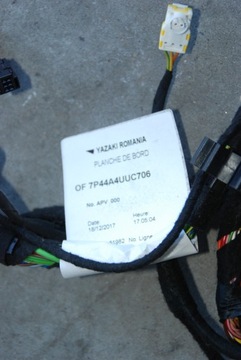 YAZAKI ROMANIA
PLANCHE DE BORD
OF 7P44A4UUC706
No. APV 000
Date: Heure:
18/12/2017 17:05:04
No Ligne